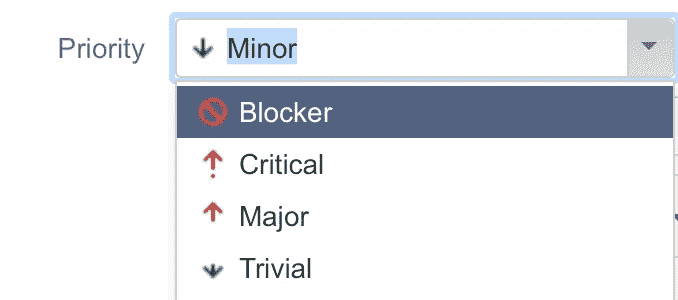 Priority Minor
Blocker
Critical
Major
Trivial